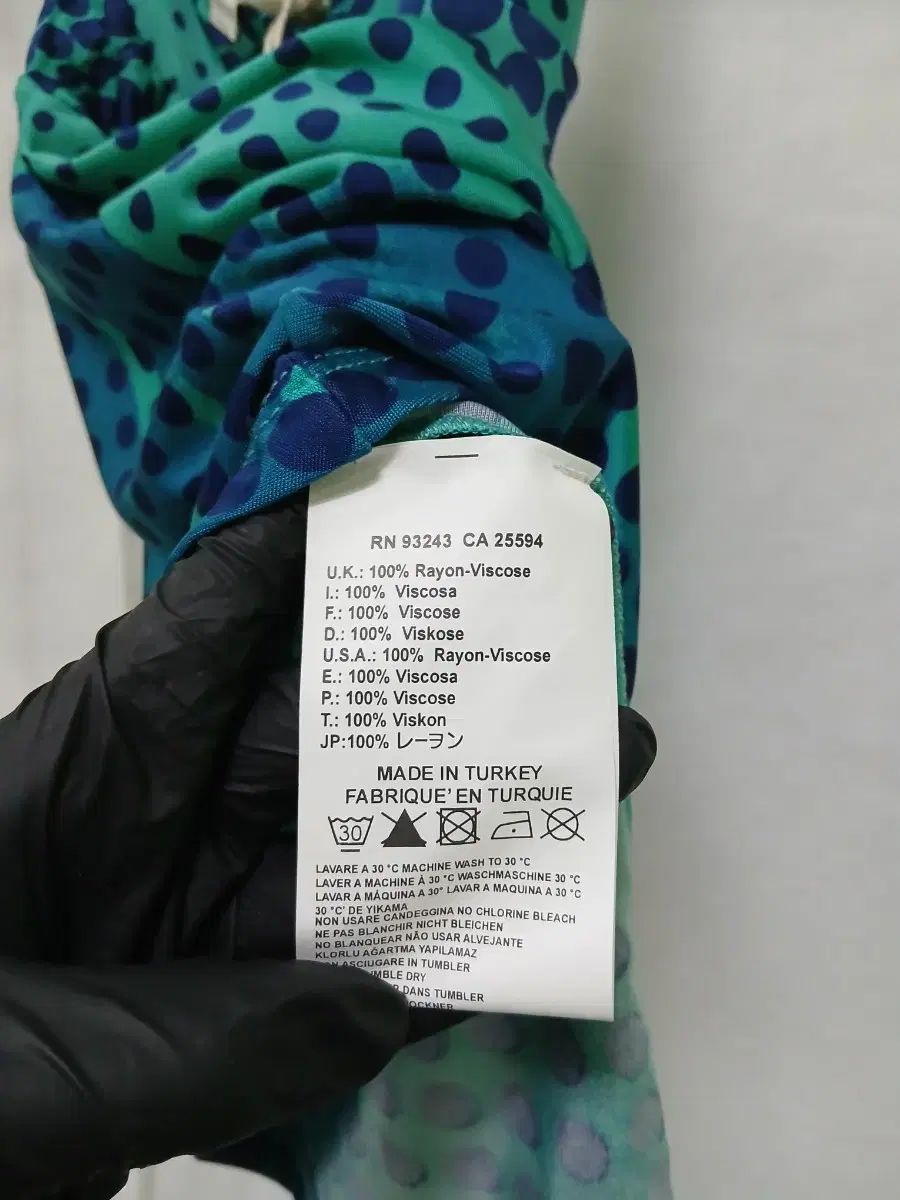 RN 93243 CA 25594
U.K.: 100% Rayon-Viscose
I.: 100% Viscosa
F.: 100% Viscose
D.: 100% Viskose
U.S.A.: 100% Rayon-Viscose
E.: 100% Viscosa
P.: 100% Viscose
T.: 100% Viskon
JP:100% レーヨン
MADE IN TURKEY
FABRIQUE' EN TURQUIE
30
LAVARE A 30 °C MACHINE WASH TO 30 °C
LAVER A MACHINE À 30 °C WASCHMASCHINE 30 °C
LAVAR A MÁQUINA A 30° LAVAR A MAQUINA A 30 °C
30 °C' DE YIKAMA
NON USARE CANDEGGINA NO CHLORINE BLEACH
NE PAS BLANCHIR NICHT BLEICHEN
NO BLANQUEAR NÃO USAR ALVEJANTE
KLORLU AĞARTMA YAPILAMAZ
ASCIUGARE IN TUMBLER
DRY
DANS TUMBLER